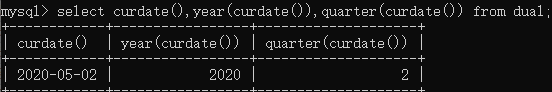 mysql> select curdate(),year(curdate()),quarter(curdate()) from dual;
+------------+-----------------+--------------------+
| curdate()  | year(curdate()) | quarter(curdate()) |
+------------+-----------------+--------------------+
| 2020-05-02 |            2020 |                  2 |
+------------+-----------------+--------------------+